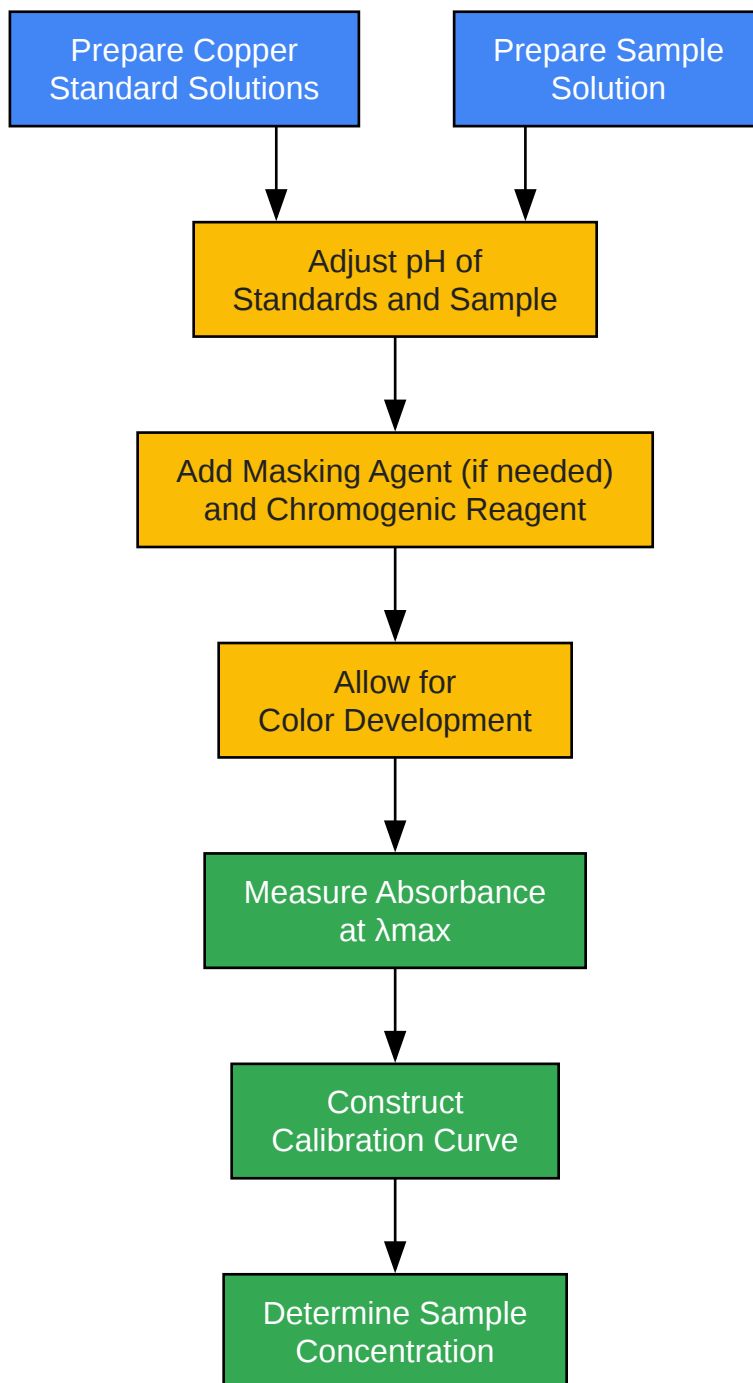 Prepare Copper
Standard Solutions
Prepare Sample
Solution
Adjust pH of
Standards and Sample
Add Masking Agent (if needed)
and Chromogenic Reagent
Allow for
Color Development
Measure Absorbance
at λmax
Construct
Calibration Curve
Determine Sample
Concentration